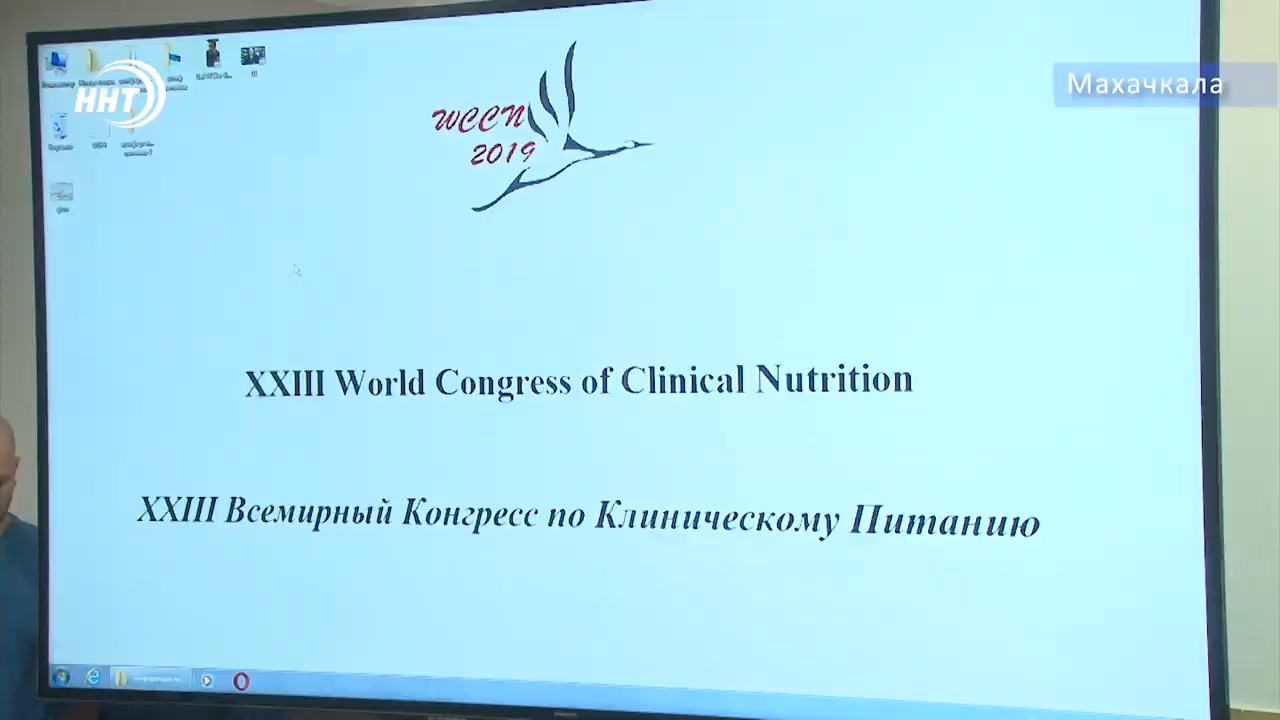 ННТ
Махачкала
WCCN
2019
XXIII World Congress of Clinical Nutrition
XXIII Всемирный Конгресс по Клиническому Питанию